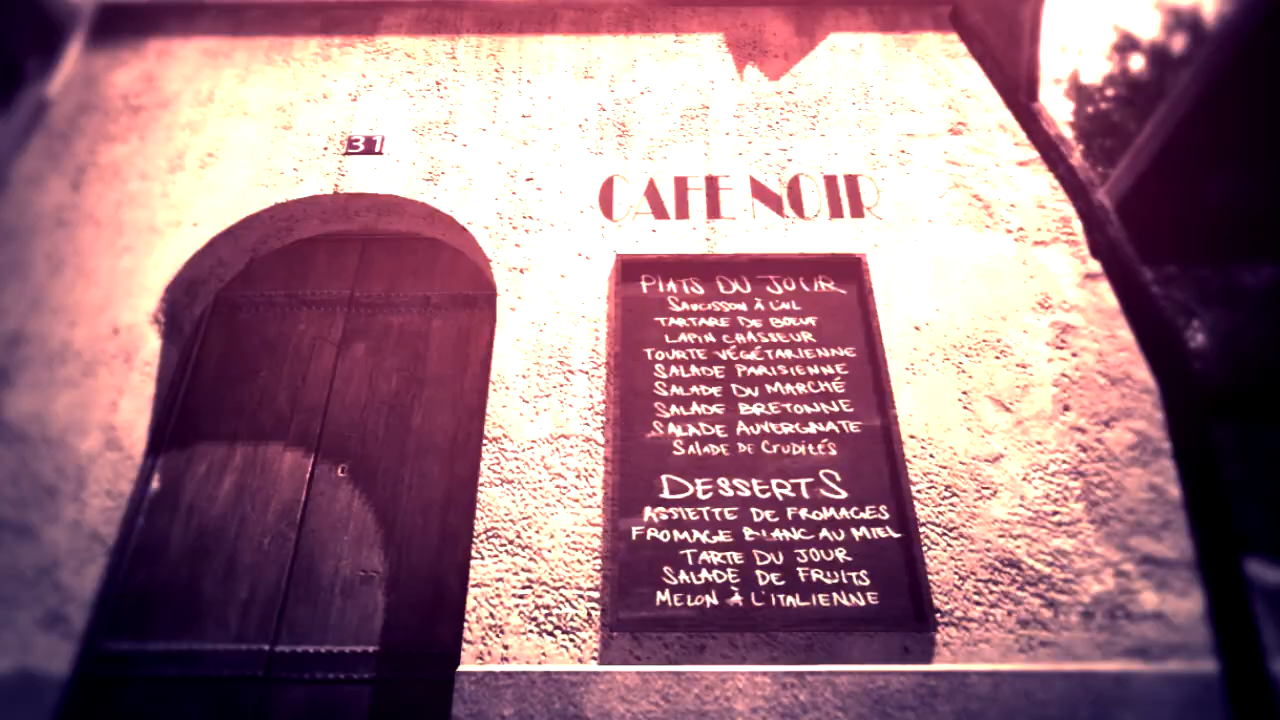 31
CAFE NOIR
PLATS DU JOUR
SAUCISSON À L'AIL
TARTARE DE BŒUF
LAPIN CHASSEUR
TOURTE VÉGÉTARIENNE
SALADE PARISIENNE
SALADE DU MARCHÉ
SALADE BRETONNE
SALADE AUVERGNATE
SALADE DE CRUDITÉS
DESSERTS
ASSIETTE DE FROMAGES
FROMAGE BLANC AU MIEL
TARTE DU JOUR
SALADE DE FRUITS
MELON À L'ITALIENNE